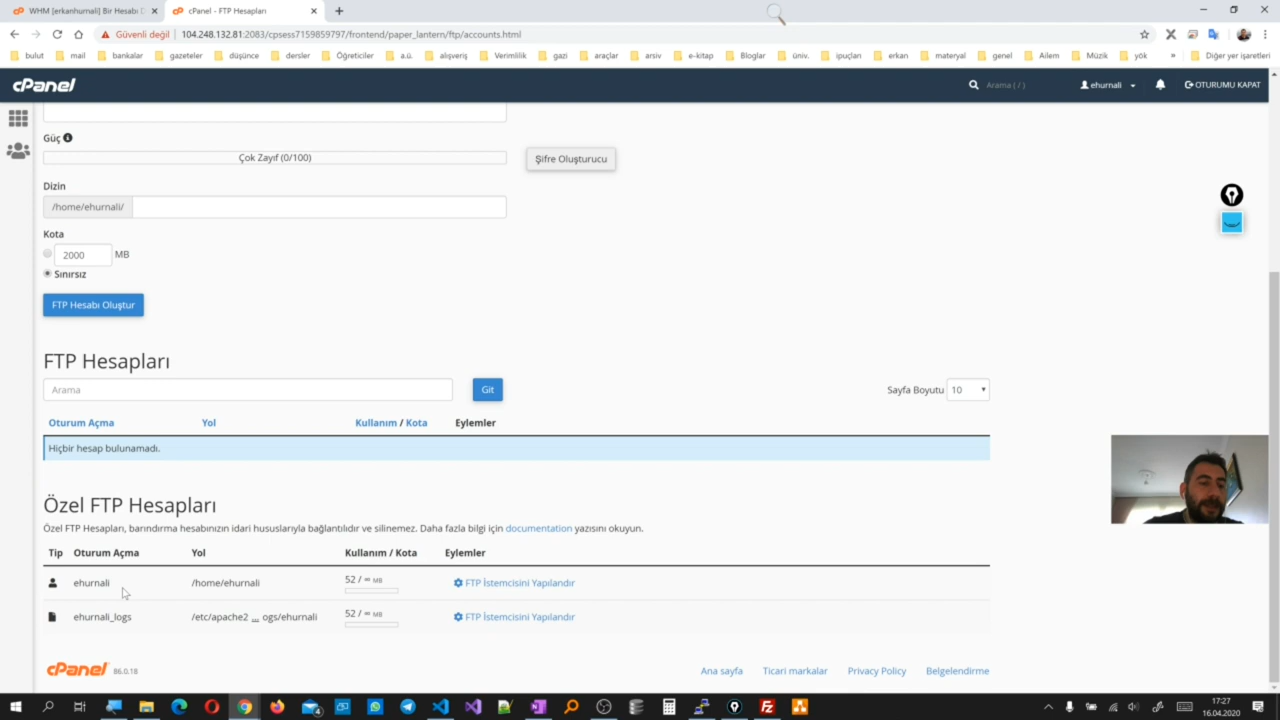 WHM [erkanhurnali] Bir Hesabı D
cPanel - FTP Hesapları
Güvenli değil
104.248.132.81:2083/cpsess7159859797/frontend/paper_lantern/ftp/accounts.html
bulut
mail
bankalar
gazeteler
düşünce
dersler
Öğreticiler
a.ü.
alışveriş
Verimlilik
gazi
araçlar
arsiv
e-kitap
Bloglar
üniv.
ipuçları
erkan
materyal
genel
Ailem
Müzik
yök
»
Diğer yer işaretleri
cPanel
Arama ( / )
ehurnali
OTURUMU KAPAT
Güç
Çok Zayıf (0/100)
Şifre Oluşturucu
Dizin
/home/ehurnali/
Kota
2000 MB
Sınırsız
FTP Hesabı Oluştur
FTP Hesapları
Arama
Git
Sayfa Boyutu 10
Oturum Açma Yol Kullanım / Kota Eylemler
Hiçbir hesap bulunamadı.
Özel FTP Hesapları
Özel FTP Hesapları, barındırma hesabınızın idari hususlarıyla bağlantılıdır ve silinemez. Daha fazla bilgi için documentation yazısını okuyun.
Tip Oturum Açma Yol Kullanım / Kota Eylemler
ehurnali /home/ehurnali 52 / ∞ MB FTP İstemcisini Yapılandır
ehurnali_logs /etc/apache2 ... ogs/ehurnali 52 / ∞ MB FTP İstemcisini Yapılandır
cPanel 86.0.18
Ana sayfa
Ticari markalar
Privacy Policy
Belgelendirme
17:27
16.04.2020